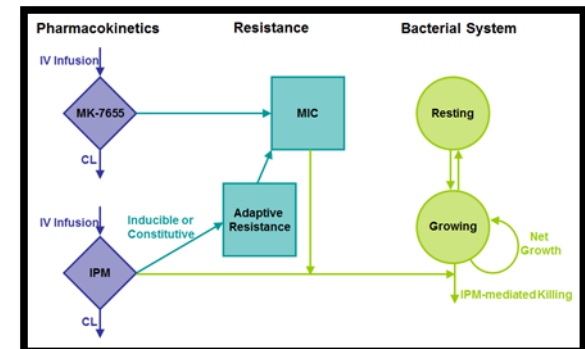 Pharmacokinetics
Resistance
Bacterial System
IV Infusion
MK-7655
CL
MIC
Resting
IV Infusion
Inducible or
Constitutive
Adaptive
Resistance
Growing
Net
Growth
IPM
CL
IPM-mediated Killing